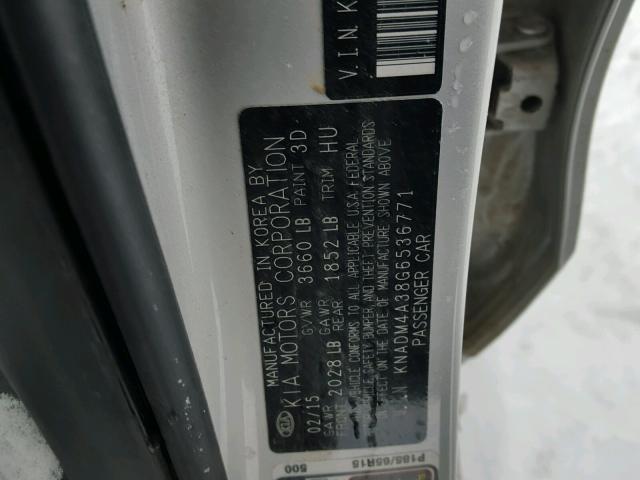 V.I.N K
MANUFACTURED IN KOREA BY
KIA KIA MOTORS CORPORATION
02/15 GVWR 3660 LB PAINT 3D
GAWR FRONT 2028 LB GAWR REAR 1852 LB TRIM HU
THIS VEHICLE CONFORMS TO ALL APPLICABLE U.S.A. FEDERAL
MOTOR VEHICLE SAFETY BUMPER AND THEFT PREVENTION STANDARDS
IN EFFECT ON THE DATE OF MANUFACTURE SHOWN ABOVE
V.I.N KNADM4A38G6536771
PASSENGER CAR
P185/65R15
500